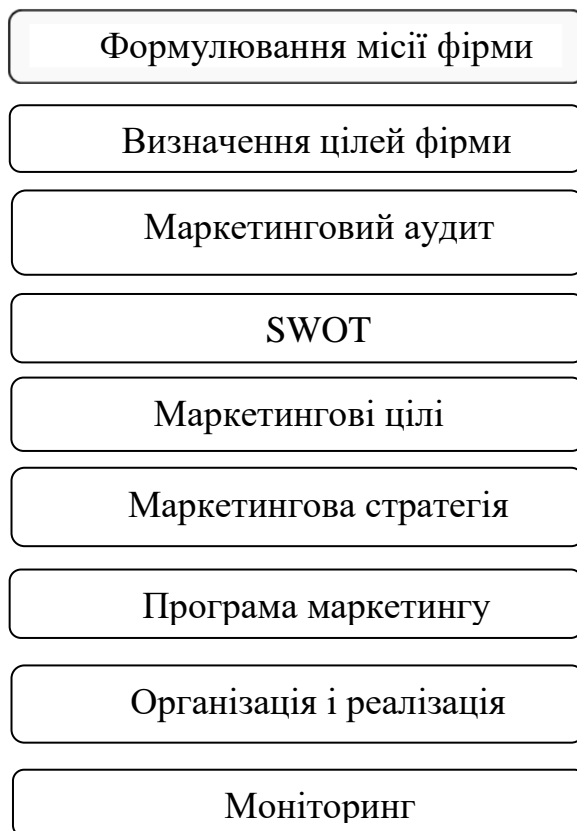 Формулювання місії фірми
Визначення цілей фірми
Маркетинговий аудит
SWOT
Маркетингові цілі
Маркетингова стратегія
Програма маркетингу
Організація і реалізація
Моніторинг